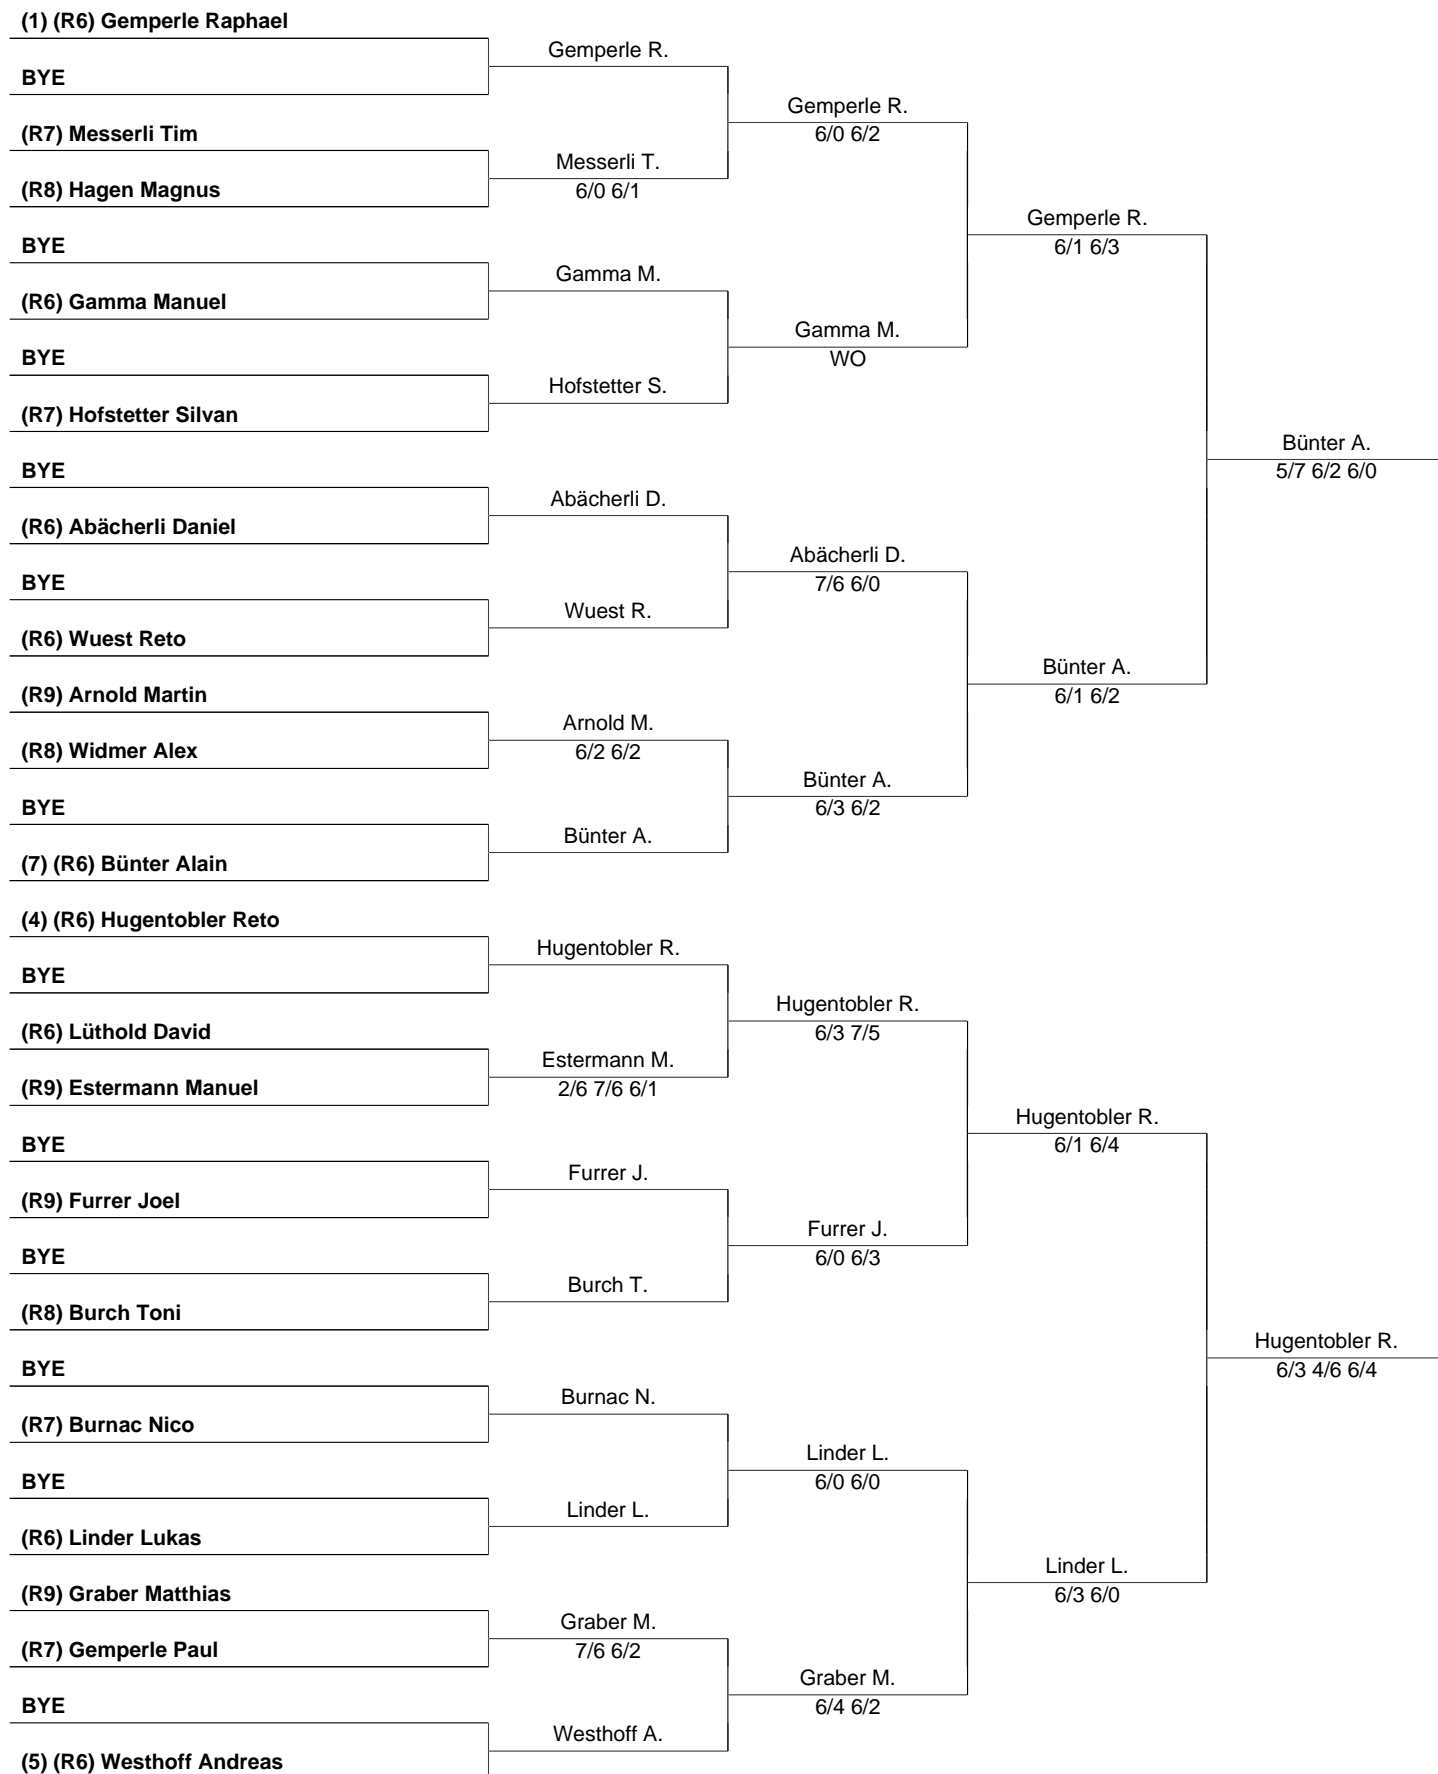 (1) (R6) Gemperle Raphael
Gemperle R.
BYE
Gemperle R.
(R7) Messerli Tim
6/0 6/2
Messerli T.
(R8) Hagen Magnus
6/0 6/1
Gemperle R.
BYE
6/1 6/3
Gamma M.
(R6) Gamma Manuel
Gamma M.
BYE
WO
Hofstetter S.
(R7) Hofstetter Silvan
Bünter A.
BYE
5/7 6/2 6/0
Abächerli D.
(R6) Abächerli Daniel
Abächerli D.
BYE
7/6 6/0
Wuest R.
(R6) Wuest Reto
Bünter A.
(R9) Arnold Martin
6/1 6/2
Arnold M.
(R8) Widmer Alex
6/2 6/2
Bünter A.
BYE
6/3 6/2
Bünter A.
(7) (R6) Bünter Alain
(4) (R6) Hugentobler Reto
Hugentobler R.
BYE
Hugentobler R.
(R6) Lüthold David
6/3 7/5
Estermann M.
(R9) Estermann Manuel
2/6 7/6 6/1
Hugentobler R.
BYE
6/1 6/4
Furrer J.
(R9) Furrer Joel
Furrer J.
BYE
6/0 6/3
Burch T.
(R8) Burch Toni
Hugentobler R.
BYE
6/3 4/6 6/4
Burnac N.
(R7) Burnac Nico
Linder L.
BYE
6/0 6/0
Linder L.
(R6) Linder Lukas
Linder L.
(R9) Graber Matthias
6/3 6/0
Graber M.
(R7) Gemperle Paul
7/6 6/2
Graber M.
BYE
6/4 6/2
Westhoff A.
(5) (R6) Westhoff Andreas